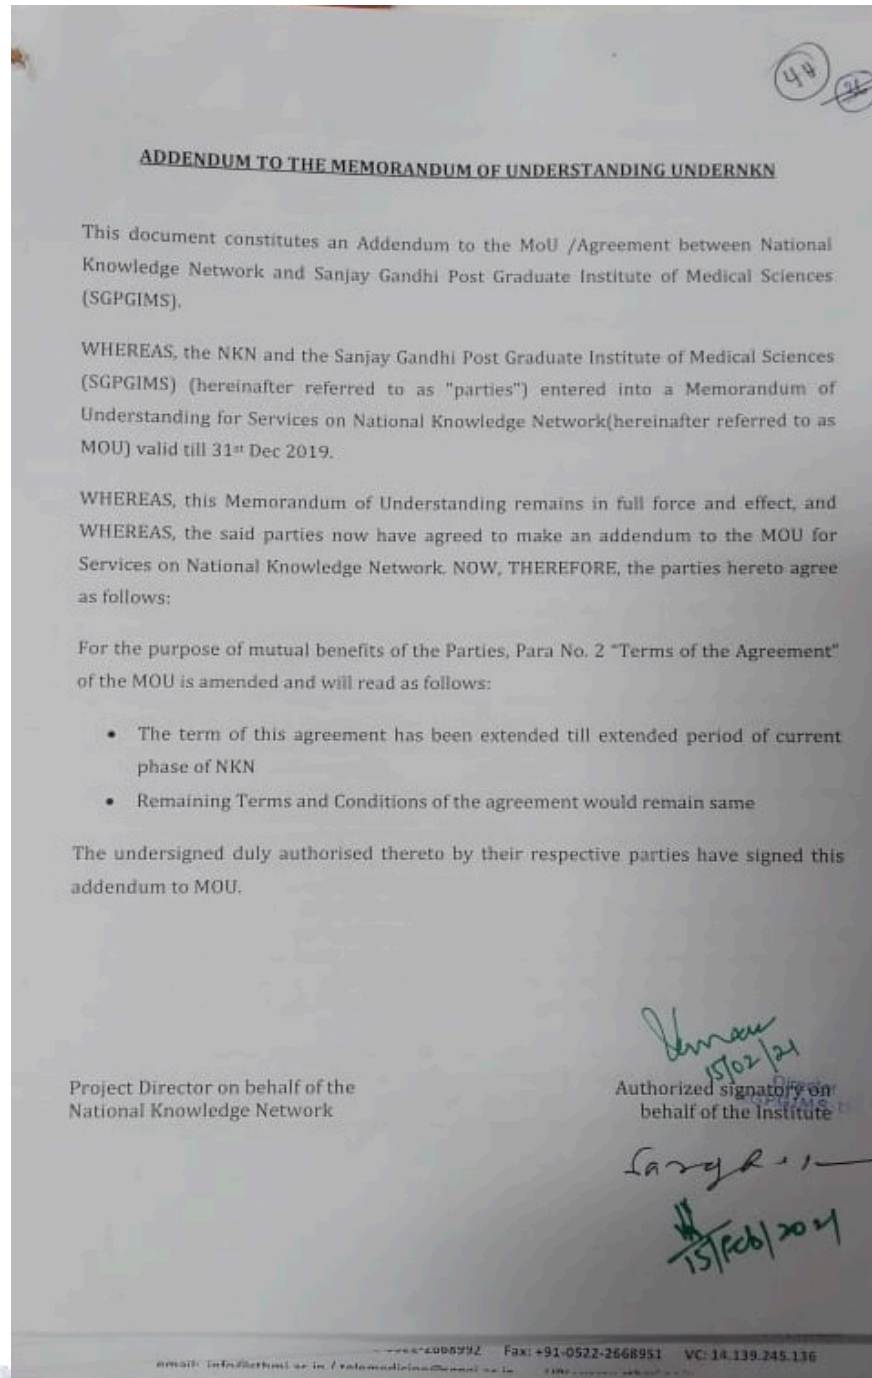 44
36
ADDENDUM TO THE MEMORANDUM OF UNDERSTANDING UNDERNKN
This document constitutes an Addendum to the MoU /Agreement between National
Knowledge Network and Sanjay Gandhi Post Graduate Institute of Medical Sciences
(SGPGIMS).
WHEREAS, the NKN and the Sanjay Gandhi Post Graduate Institute of Medical Sciences
(SGPGIMS) (hereinafter referred to as "parties") entered into a Memorandum of
Understanding for Services on National Knowledge Network(hereinafter referred to as
MOU) valid till 31st Dec 2019.
WHEREAS, this Memorandum of Understanding remains in full force and effect, and
WHEREAS, the said parties now have agreed to make an addendum to the MOU for
Services on National Knowledge Network. NOW, THEREFORE, the parties hereto agree
as follows:
For the purpose of mutual benefits of the Parties, Para No. 2 "Terms of the Agreement"
of the MOU is amended and will read as follows:
• The term of this agreement has been extended till extended period of current
phase of NKN
• Remaining Terms and Conditions of the agreement would remain same
The undersigned duly authorised thereto by their respective parties have signed this
addendum to MOU.
15/02/21
Director
SGPGIMS
Project Director on behalf of the
National Knowledge Network
Authorized signatory on
behalf of the Institute
15/Feb/2021
Fax: +91-0522-2668951 VC: 14.139.245.136
email: